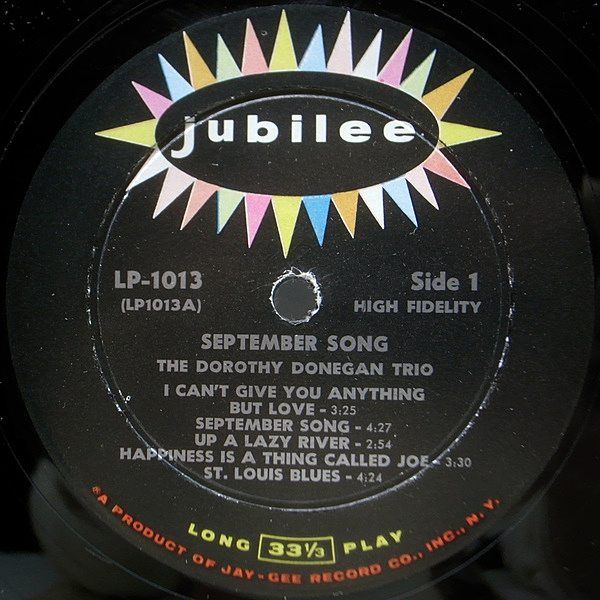 jubilee
LP-1013
(LP1013A)
Side 1
HIGH FIDELITY
SEPTEMBER SONG
THE DOROTHY DONEGAN TRIO
I CAN'T GIVE YOU ANYTHING
BUT LOVE - 3:25
SEPTEMBER SONG - 4:27
UP A LAZY RIVER - 2:54
HAPPINESS IS A THING CALLED JOE - 3:30
ST. LOUIS BLUES - 4:24
LONG 33⅓ PLAY
®A PRODUCT OF JAY-GEE RECORD CO., INC., N. Y.